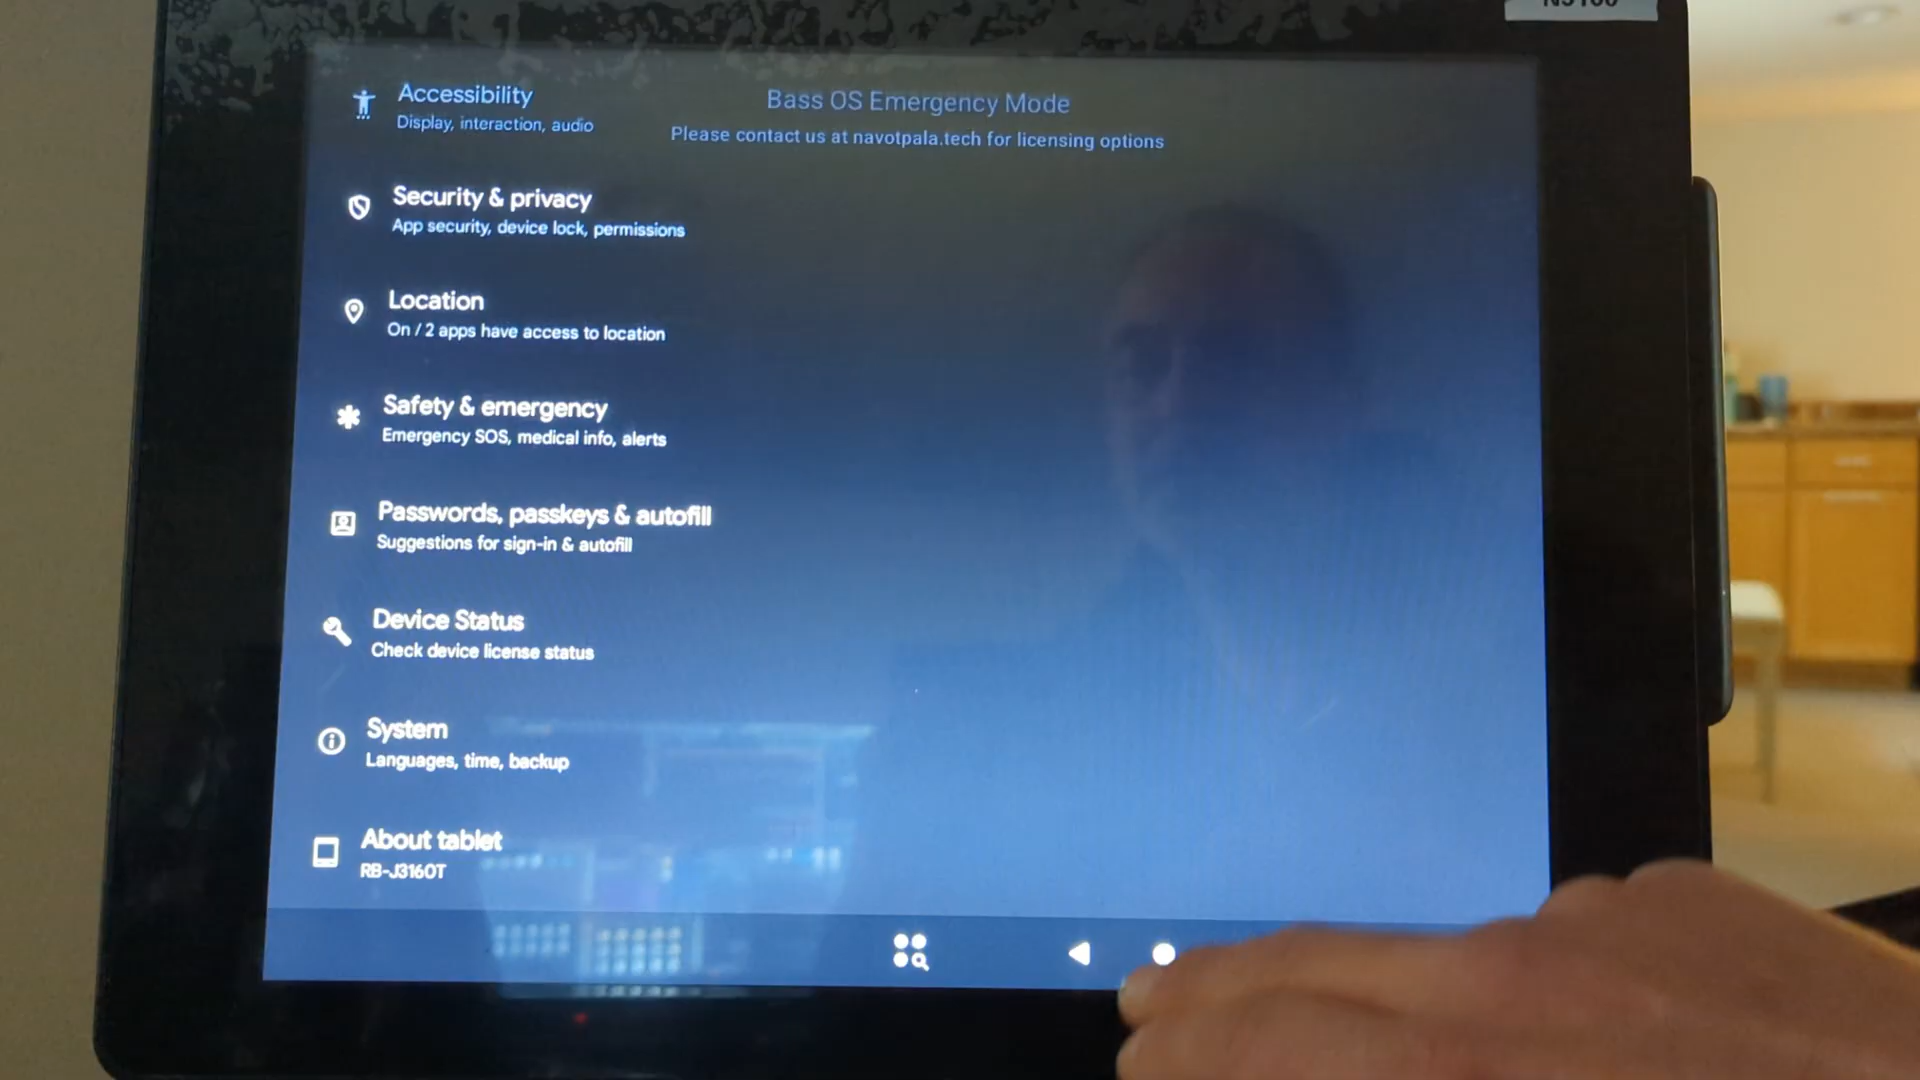 Accessibility
Display, interaction, audio
Bass OS Emergency Mode
Please contact us at navotpala.tech for licensing options
Security & privacy
App security, device lock, permissions
Location
On / 2 apps have access to location
Safety & emergency
Emergency SOS, medical info, alerts
Passwords, passkeys & autofill
Suggestions for sign-in & autofill
Device Status
Check device license status
System
Languages, time, backup
About tablet
RB-J3160T